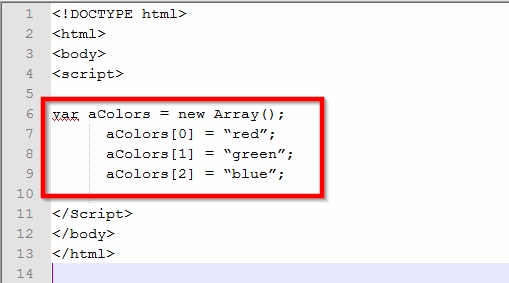 1 <!DOCTYPE html>
2 <html>
3 <body>
4 <script>
5
6 var aColors = new Array();
7 aColors[0] = “red”;
8 aColors[1] = “green”;
9 aColors[2] = “blue”;
10
11 </Script>
12 </body>
13 </html>
14